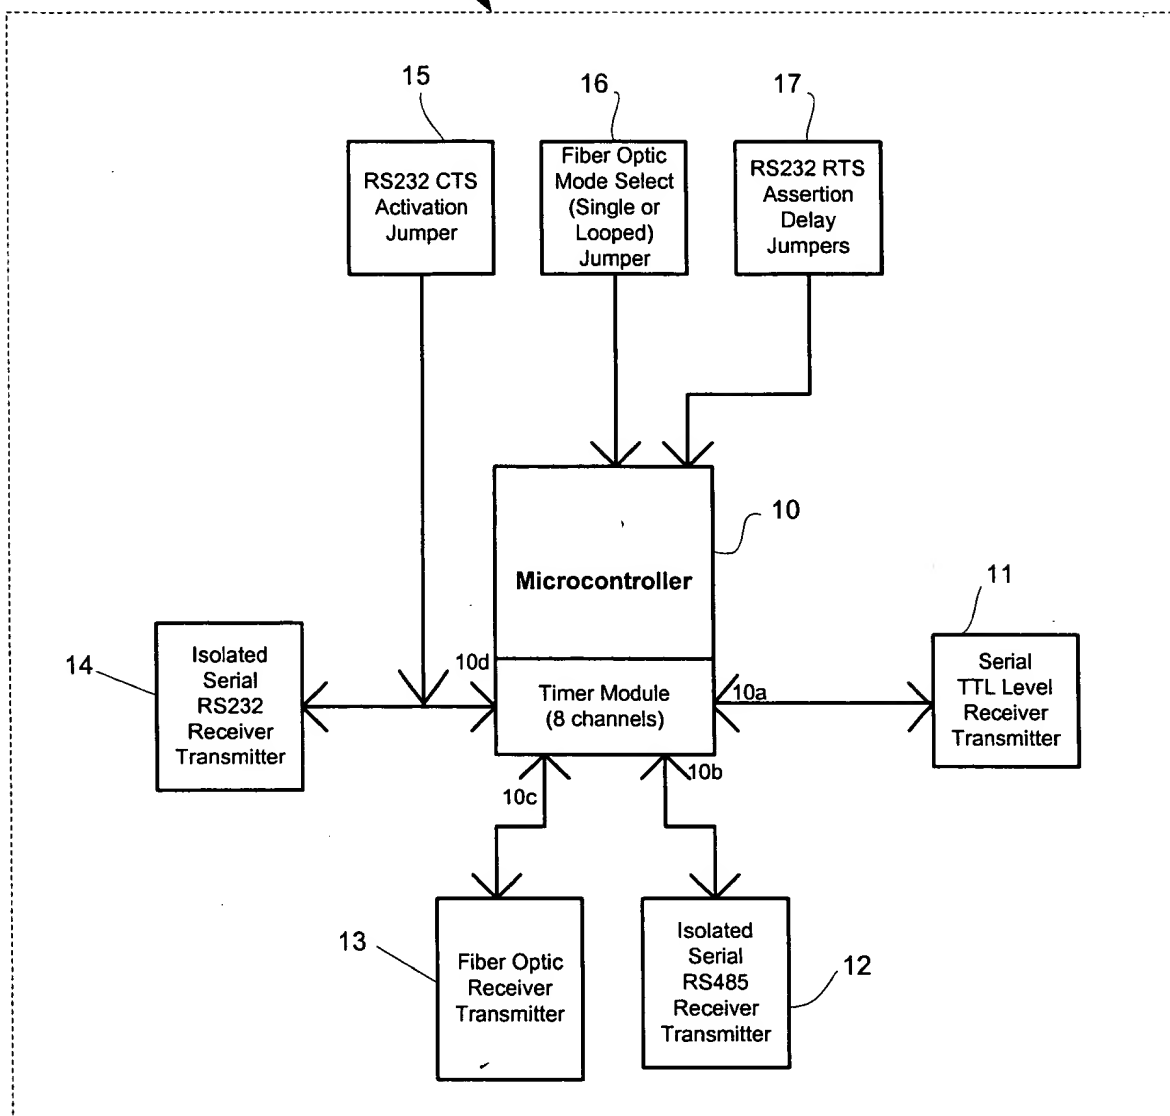 15
16
17
RS232 CTS
Activation
Jumper
Fiber Optic
Mode Select
(Single or
Looped)
Jumper
RS232 RTS
Assertion
Delay
Jumpers
10
Microcontroller
11
14
Isolated
Serial
RS232
Receiver
Transmitter
10d
Timer Module
(8 channels)
10a
Serial
TTL Level
Receiver
Transmitter
10c
10b
13
Fiber Optic
Receiver
Transmitter
Isolated
Serial
RS485
Receiver
Transmitter
12